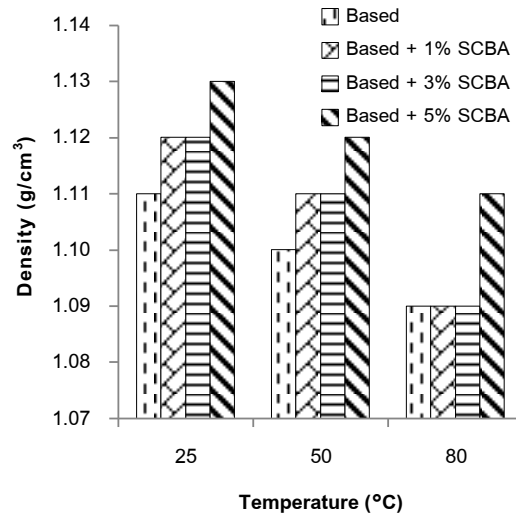 Based
Based + 1% SCBA
Based + 3% SCBA
Based + 5% SCBA
1.14
1.13
1.12
1.11
1.10
1.09
1.08
1.07
Density (g/cm³)
25 50 80
Temperature (°C)